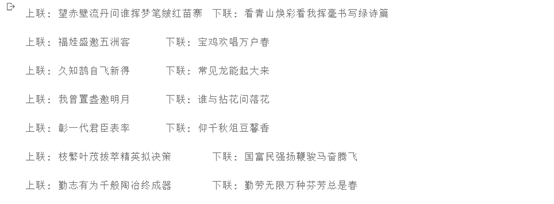 上联：望赤壁流丹问谁挥梦笔皴红苗寨 下联：看青山焕彩看我挥毫书写绿诗篇
上联：福娃盛邀五洲客 下联：宝鸡欢唱万户春
上联：久知鹄自飞新得 下联：常见龙能起大来
上联：我曾置盏邀明月 下联：谁与拈花问落花
上联：彰一代君臣表率 下联：仰千秋俎豆馨香
上联：枝繁叶茂拔萃精英拟决策 下联：国富民强扬鞭骏马奋腾飞
上联：勤志有为千般陶冶终成器 下联：勤劳无限万种芬芳总是春